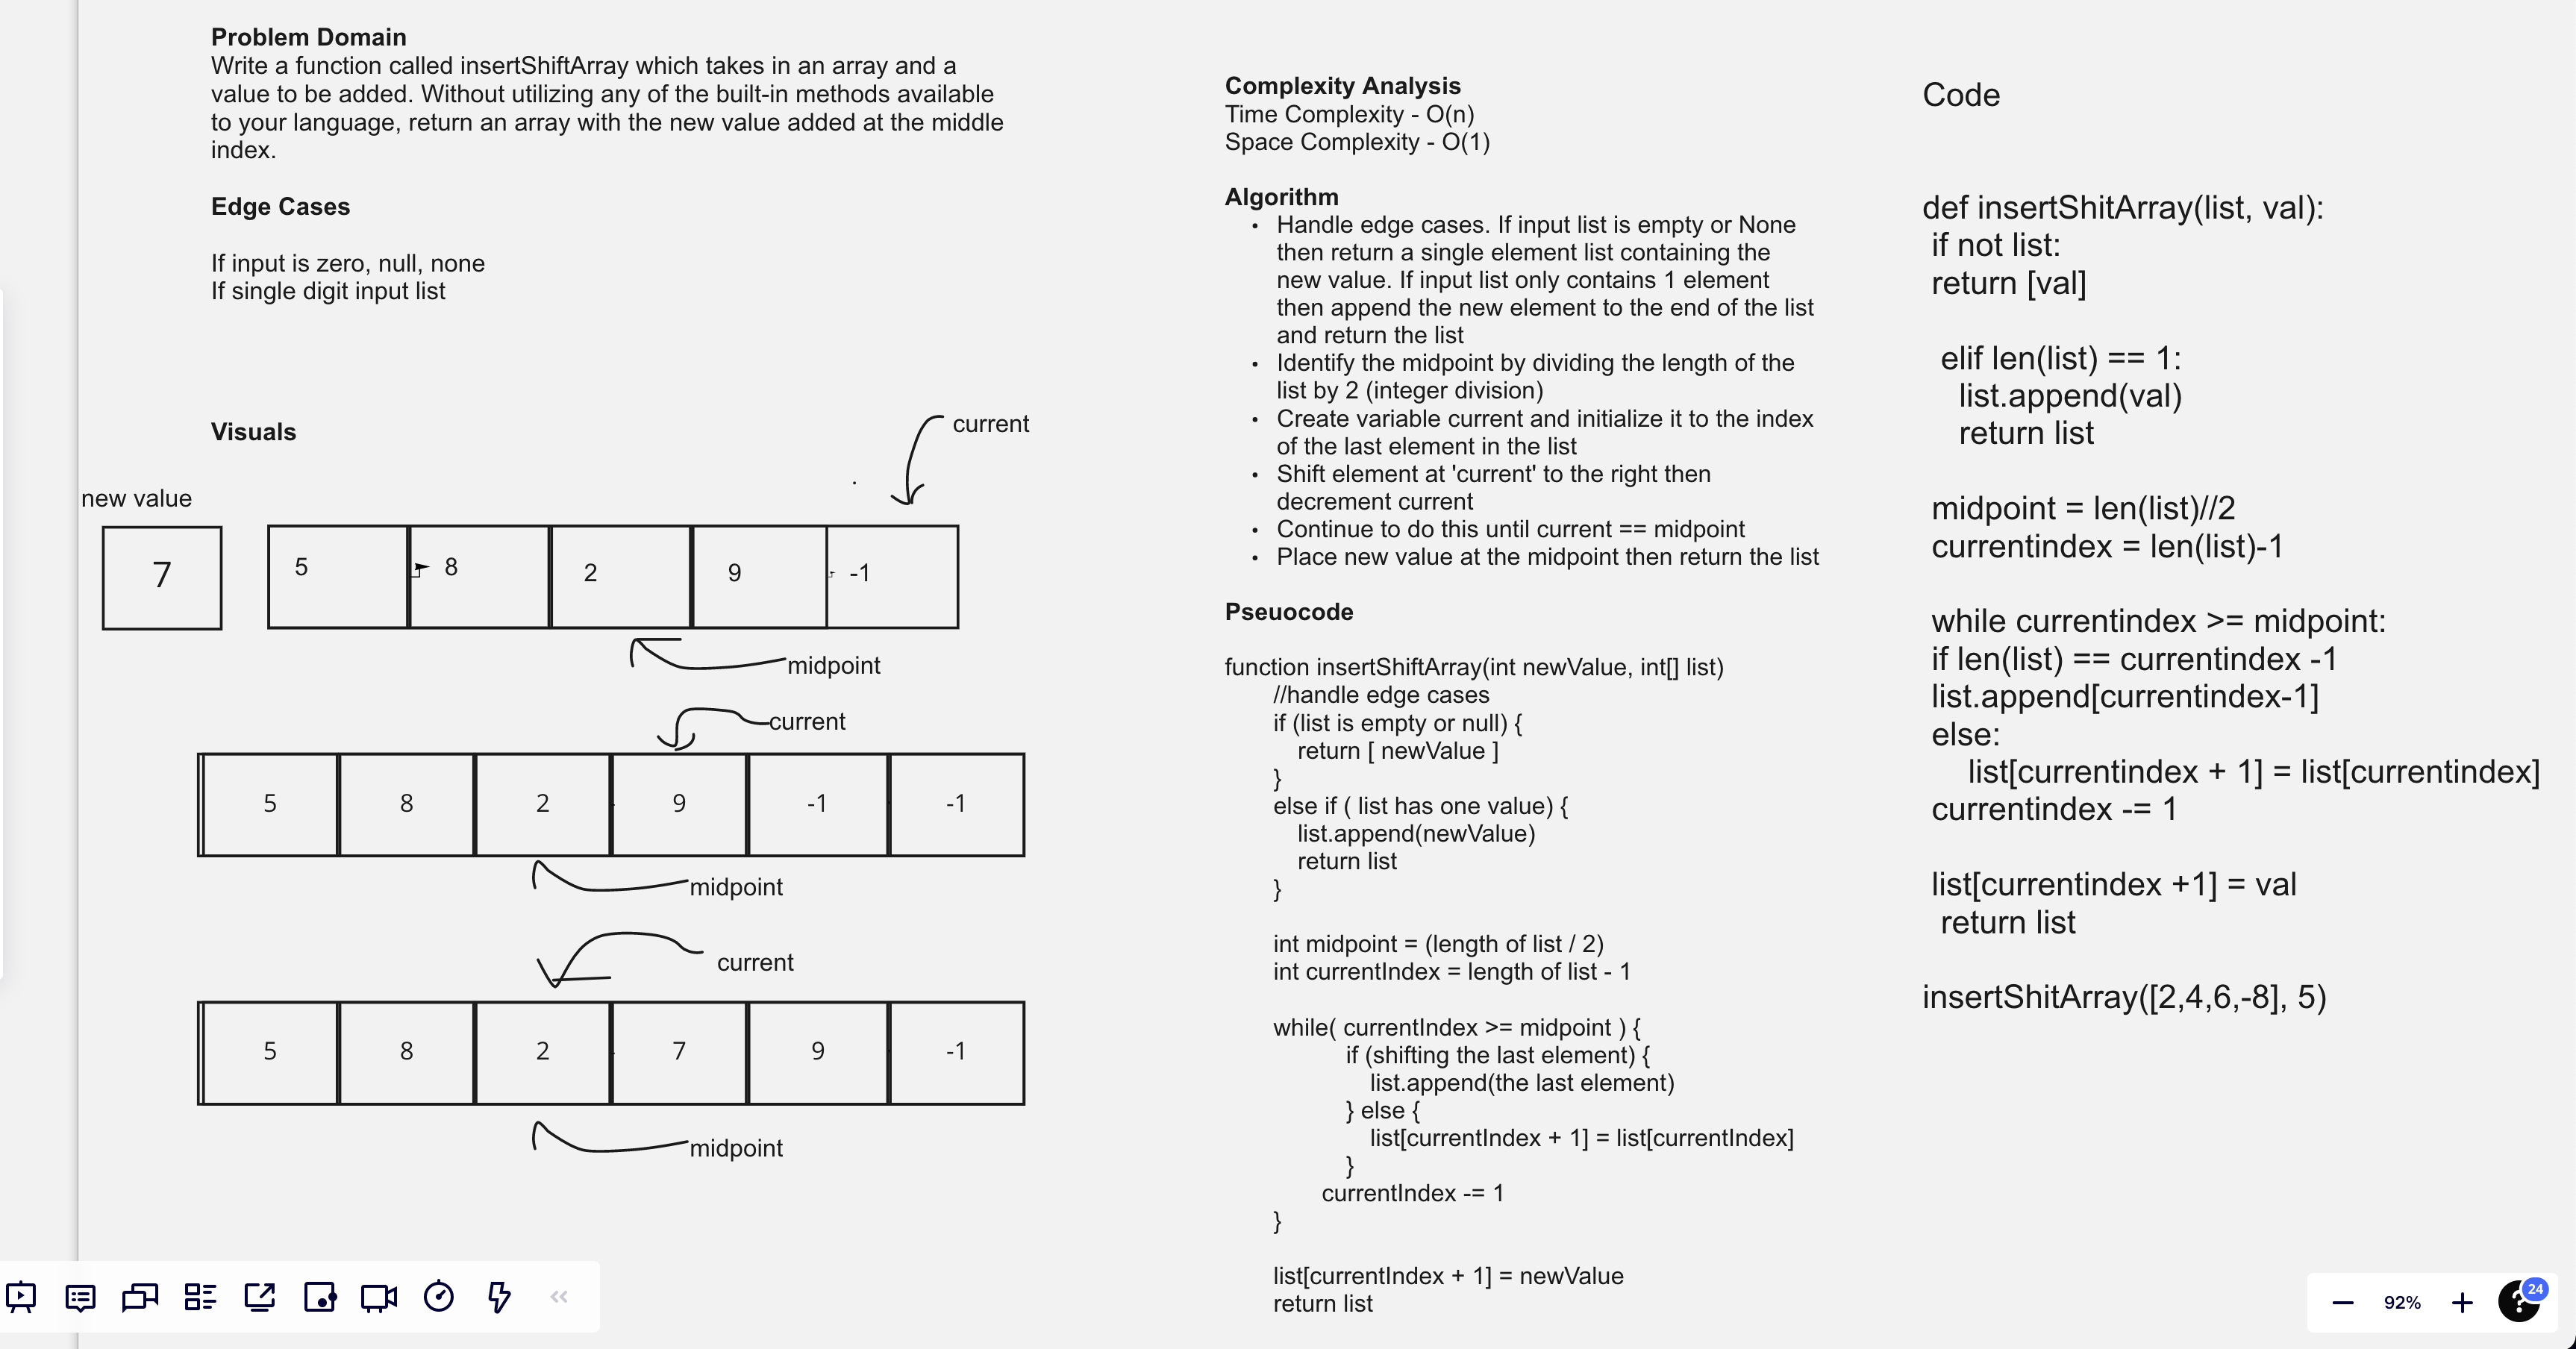 Problem Domain
Write a function called insertShiftArray which takes in an array and a
value to be added. Without utilizing any of the built-in methods available
to your language, return an array with the new value added at the middle
index.
Edge Cases
If input is zero, null, none
If single digit input list
Visuals
current
new value
7
5 8 2 9 -1
midpoint
current
5 8 2 9 -1 -1
midpoint
current
5 8 2 7 9 -1
midpoint
Complexity Analysis
Time Complexity - O(n)
Space Complexity - O(1)
Algorithm
• Handle edge cases. If input list is empty or None
then return a single element list containing the
new value. If input list only contains 1 element
then append the new element to the end of the list
and return the list
• Identify the midpoint by dividing the length of the
list by 2 (integer division)
• Create variable current and initialize it to the index
of the last element in the list
• Shift element at 'current' to the right then
decrement current
• Continue to do this until current == midpoint
• Place new value at the midpoint then return the list
Pseuocode
function insertShiftArray(int newValue, int[] list)
//handle edge cases
if (list is empty or null) {
return [ newValue ]
}
else if ( list has one value) {
list.append(newValue)
return list
}
int midpoint = (length of list / 2)
int currentIndex = length of list - 1
while( currentIndex >= midpoint ) {
if (shifting the last element) {
list.append(the last element)
} else {
list[currentIndex + 1] = list[currentIndex]
}
currentIndex -= 1
}
list[currentIndex + 1] = newValue
return list
Code
def insertShitArray(list, val):
if not list:
return [val]
elif len(list) == 1:
list.append(val)
return list
midpoint = len(list)//2
currentindex = len(list)-1
while currentindex >= midpoint:
if len(list) == currentindex -1
list.append[currentindex-1]
else:
list[currentindex + 1] = list[currentindex]
currentindex -= 1
list[currentindex +1] = val
return list
insertShitArray([2,4,6,-8], 5)
92%
24